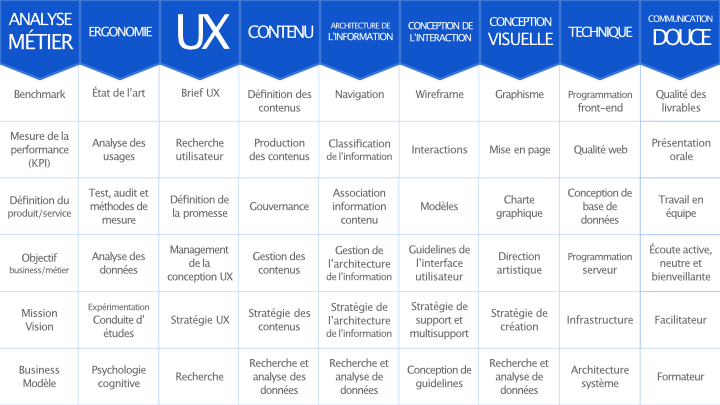 ANALYSE
MÉTIER
ERGONOMIE
UX
CONTENU
ARCHITECTURE DE
L'INFORMATION
CONCEPTION DE
L'INTERACTION
CONCEPTION
VISUELLE
TECHNIQUE
COMMUNICATION
DOUCE
Benchmark
État de l'art
Brief UX
Définition des
contenus
Navigation
Wireframe
Graphisme
Programmation
front-end
Qualité des
livrables
Mesure de la
performance
(KPI)
Analyse des
usages
Recherche
utilisateur
Production
des contenus
Classification
de l'information
Interactions
Mise en page
Qualité web
Présentation
orale
Définition du
produit/service
Test, audit et
méthodes de
mesure
Définition de
la promesse
Gouvernance
Association
information
contenu
Modèles
Charte
graphique
Conception de
base de
données
Travail en
équipe
Objectif
business/métier
Analyse des
données
Management
de la
conception UX
Gestion des
contenus
Gestion de
l'architecture
de l'information
Guidelines de
l'interface
utilisateur
Direction
artistique
Programmation
serveur
Écoute active,
neutre et
bienveillante
Mission
Vision
Expérimentation
Conduite d'
études
Stratégie UX
Stratégie des
contenus
Stratégie de
l'architecture
de l'information
Stratégie de
support et
multisupport
Stratégie de
création
Infrastructure
Facilitateur
Business
Modèle
Psychologie
cognitive
Recherche
Recherche et
analyse des
données
Recherche et
analyse de
données
Conception de
guidelines
Recherche et
analyse de
données
Architecture
système
Formateur